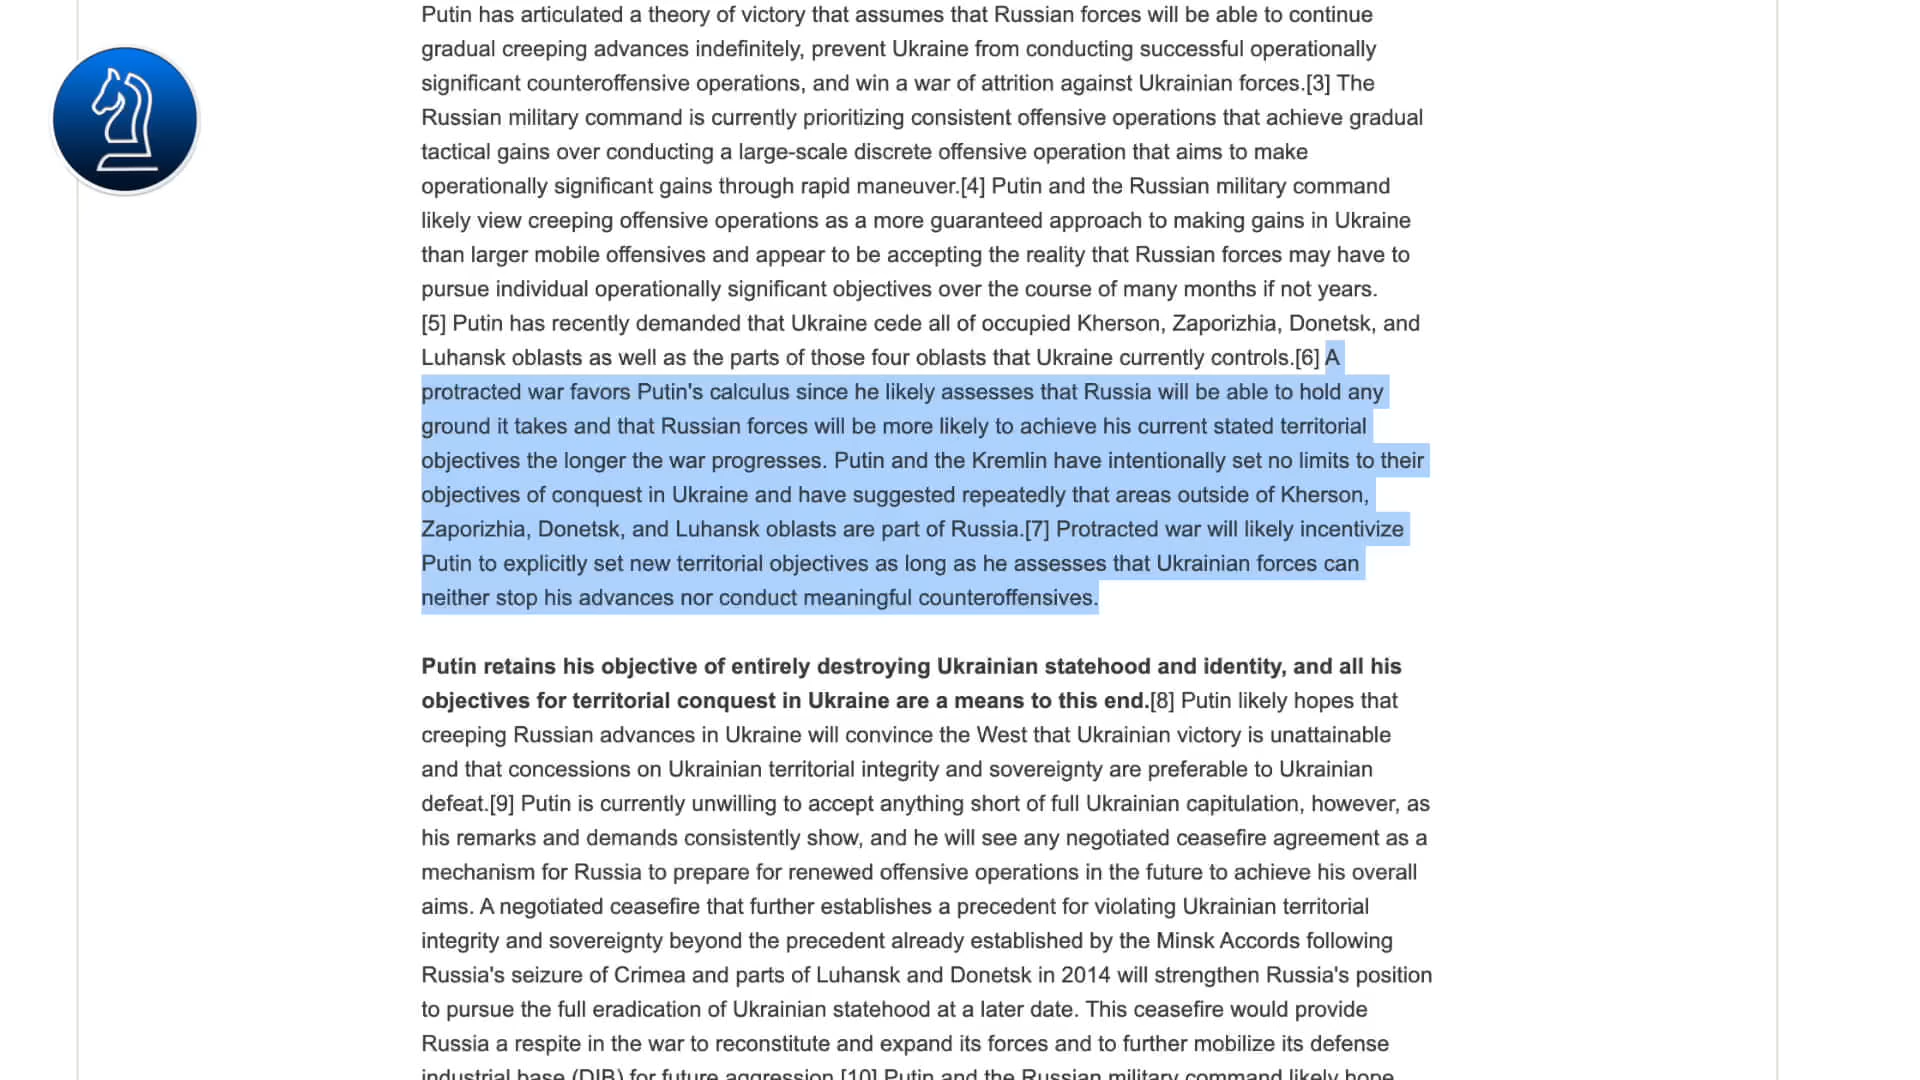 Putin has articulated a theory of victory that assumes that Russian forces will be able to continue
gradual creeping advances indefinitely, prevent Ukraine from conducting successful operationally
significant counteroffensive operations, and win a war of attrition against Ukrainian forces.[3] The
Russian military command is currently prioritizing consistent offensive operations that achieve gradual
tactical gains over conducting a large-scale discrete offensive operation that aims to make
operationally significant gains through rapid maneuver.[4] Putin and the Russian military command
likely view creeping offensive operations as a more guaranteed approach to making gains in Ukraine
than larger mobile offensives and appear to be accepting the reality that Russian forces may have to
pursue individual operationally significant objectives over the course of many months if not years.
[5] Putin has recently demanded that Ukraine cede all of occupied Kherson, Zaporizhia, Donetsk, and
Luhansk oblasts as well as the parts of those four oblasts that Ukraine currently controls.[6] A
protracted war favors Putin's calculus since he likely assesses that Russia will be able to hold any
ground it takes and that Russian forces will be more likely to achieve his current stated territorial
objectives the longer the war progresses. Putin and the Kremlin have intentionally set no limits to their
objectives of conquest in Ukraine and have suggested repeatedly that areas outside of Kherson,
Zaporizhia, Donetsk, and Luhansk oblasts are part of Russia.[7] Protracted war will likely incentivize
Putin to explicitly set new territorial objectives as long as he assesses that Ukrainian forces can
neither stop his advances nor conduct meaningful counteroffensives.
Putin retains his objective of entirely destroying Ukrainian statehood and identity, and all his
objectives for territorial conquest in Ukraine are a means to this end.[8] Putin likely hopes that
creeping Russian advances in Ukraine will convince the West that Ukrainian victory is unattainable
and that concessions on Ukrainian territorial integrity and sovereignty are preferable to Ukrainian
defeat.[9] Putin is currently unwilling to accept anything short of full Ukrainian capitulation, however, as
his remarks and demands consistently show, and he will see any negotiated ceasefire agreement as a
mechanism for Russia to prepare for renewed offensive operations in the future to achieve his overall
aims. A negotiated ceasefire that further establishes a precedent for violating Ukrainian territorial
integrity and sovereignty beyond the precedent already established by the Minsk Accords following
Russia's seizure of Crimea and parts of Luhansk and Donetsk in 2014 will strengthen Russia's position
to pursue the full eradication of Ukrainian statehood at a later date. This ceasefire would provide
Russia a respite in the war to reconstitute and expand its forces and to further mobilize its defense
industrial base (DIB) for future aggression.[10] Putin and the Russian military command likely hope